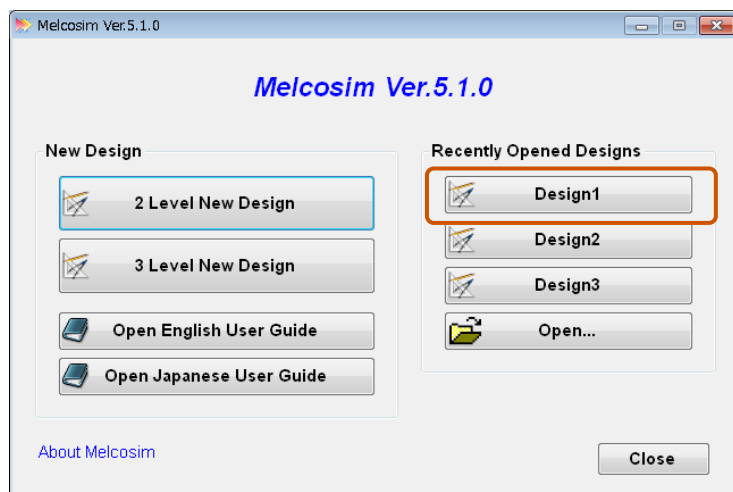 Melcosim Ver.5.1.0
Melcosim Ver.5.1.0
New Design
2 Level New Design
3 Level New Design
Open English User Guide
Open Japanese User Guide
Recently Opened Designs
Design1
Design2
Design3
Open...
About Melcosim
Close